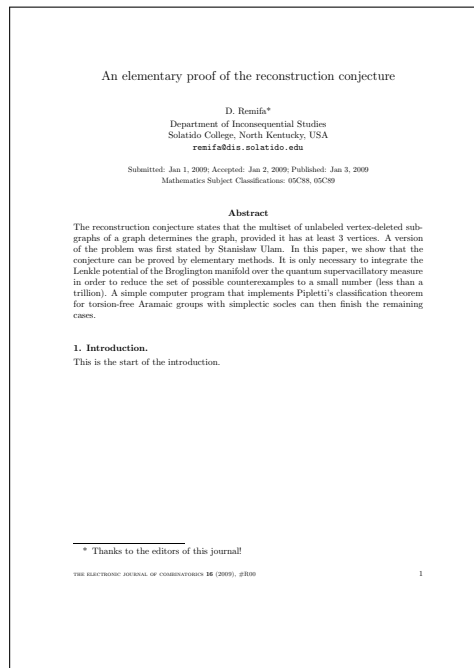 An elementary proof of the reconstruction conjecture
D. Remifa*
Department of Inconsequential Studies
Solatido College, North Kentucky, USA
remifa@dis.solatido.edu
Submitted: Jan 1, 2009; Accepted: Jan 2, 2009; Published: Jan 3, 2009
Mathematics Subject Classifications: 05C88, 05C89
Abstract
The reconstruction conjecture states that the multiset of unlabeled vertex-deleted sub-
graphs of a graph determines the graph, provided it has at least 3 vertices. A version
of the problem was first stated by Stanisław Ulam. In this paper, we show that the
conjecture can be proved by elementary methods. It is only necessary to integrate the
Lenkle potential of the Broglington manifold over the quantum supervacillatory measure
in order to reduce the set of possible counterexamples to a small number (less than a
trillion). A simple computer program that implements Pipletti's classification theorem
for torsion-free Aramaic groups with simplectic socles can then finish the remaining
cases.
1. Introduction.
This is the start of the introduction.
* Thanks to the editors of this journal!
THE ELECTRONIC JOURNAL OF COMBINATORICS 16 (2009), #R00 1